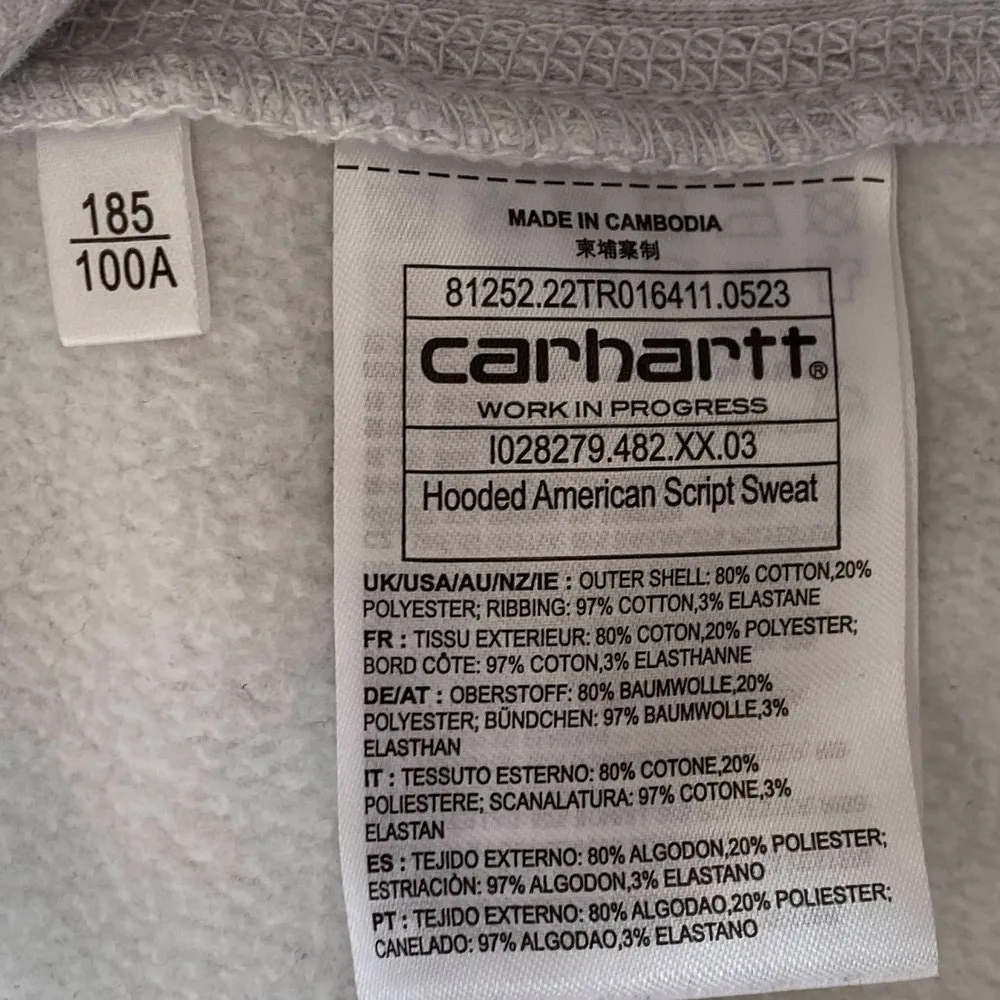 185
100A
MADE IN CAMBODIA
柬埔寨制
81252.22TR016411.0523
carhartt®
WORK IN PROGRESS
I028279.482.XX.03
Hooded American Script Sweat
UK/USA/AU/NZ/IE : OUTER SHELL: 80% COTTON,20%
POLYESTER; RIBBING: 97% COTTON,3% ELASTANE
FR : TISSU EXTERIEUR: 80% COTON,20% POLYESTER;
BORD CÔTE: 97% COTON,3% ELASTHANNE
DE/AT : OBERSTOFF: 80% BAUMWOLLE,20%
POLYESTER; BÜNDCHEN: 97% BAUMWOLLE,3%
ELASTHAN
IT : TESSUTO ESTERNO: 80% COTONE,20%
POLIESTERE; SCANALATURA: 97% COTONE,3%
ELASTAN
ES : TEJIDO EXTERNO: 80% ALGODON,20% POLIESTER;
ESTRIACIÒN: 97% ALGODON,3% ELASTANO
PT : TEJIDO EXTERNO: 80% ALGODAO,20% POLIESTER;
CANELADO: 97% ALGODAO,3% ELASTANO